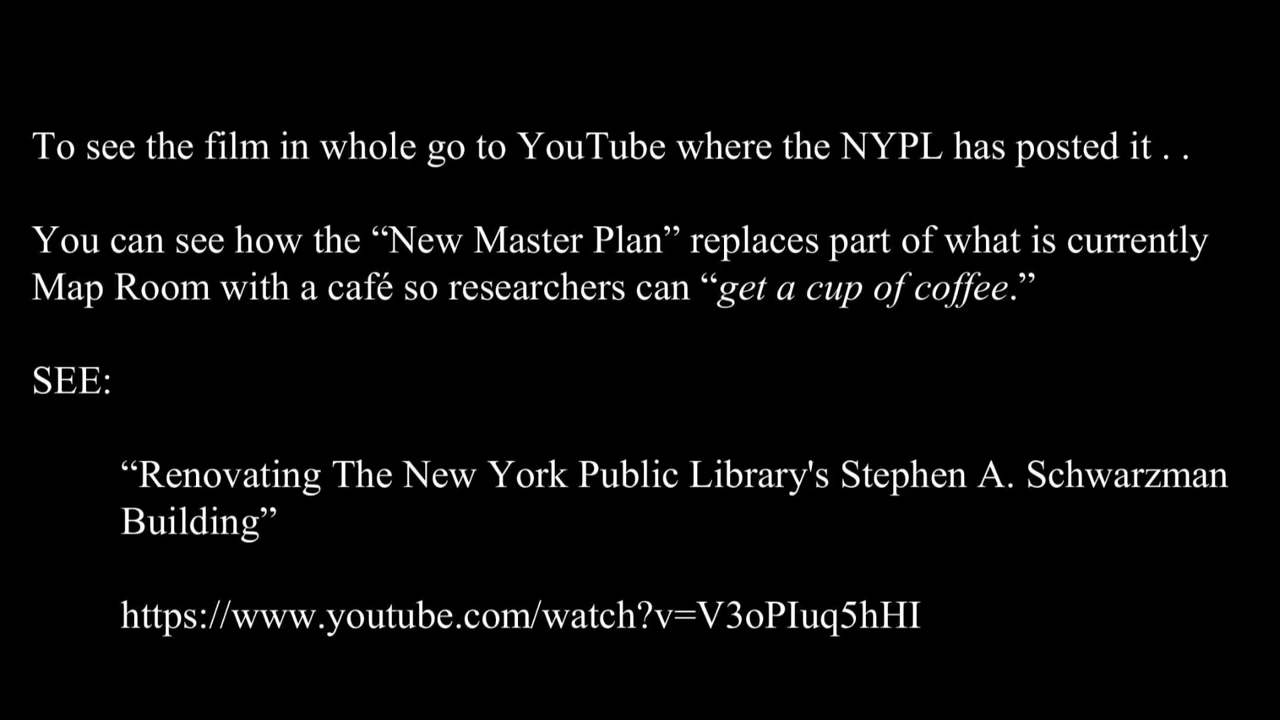 To see the film in whole go to YouTube where the NYPL has posted it . .
You can see how the “New Master Plan” replaces part of what is currently
Map Room with a café so researchers can “get a cup of coffee.”
SEE:
“Renovating The New York Public Library's Stephen A. Schwarzman
Building”
https://www.youtube.com/watch?v=V3oPIuq5hHI